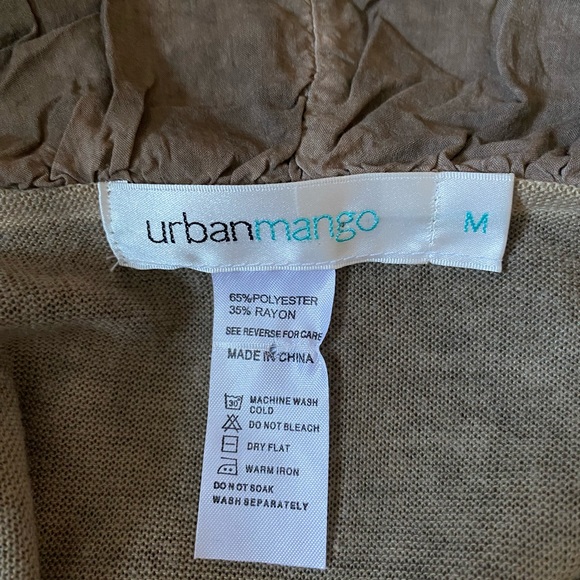 urbanmango M
65%POLYESTER
35% RAYON
SEE REVERSE FOR CARE
MADE IN CHINA
30 MACHINE WASH
COLD
DO NOT BLEACH
DRY FLAT
WARM IRON
DO NOT SOAK
WASH SEPARATELY